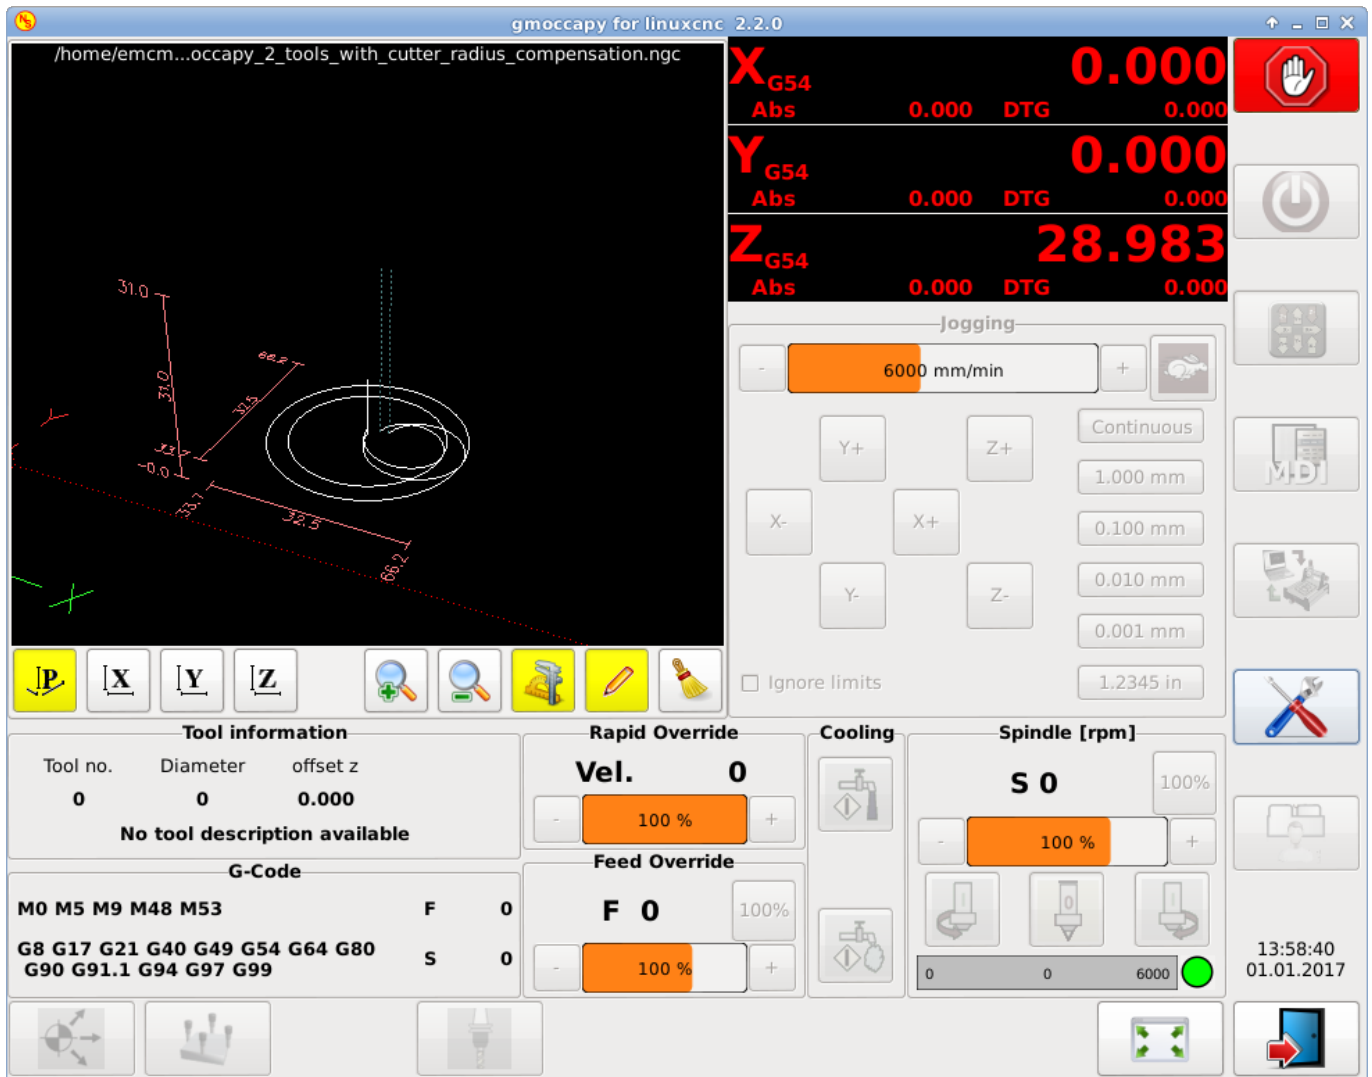 gmoccapy for linuxcnc 2.2.0
/home/emcm...occapy_2_tools_with_cutter_radius_compensation.ngc
X G54 0.000
Abs 0.000 DTG 0.000
Y G54 0.000
Abs 0.000 DTG 0.000
Z G54 28.983
Abs 0.000 DTG 0.000
31.0
31.0
66.2
32.5
33.7
-0.0
33.7
32.5
66.2
Y
X
Jogging
- 6000 mm/min +
Y+ Z+
X- X+
Y- Z-
Continuous
1.000 mm
0.100 mm
0.010 mm
0.001 mm
Ignore limits
1.2345 in
MDI
P X Y Z
Tool information
Tool no. Diameter offset z
0 0 0.000
No tool description available
G-Code
M0 M5 M9 M48 M53
F 0
G8 G17 G21 G40 G49 G54 G64 G80
G90 G91.1 G94 G97 G99
S 0
Rapid Override
Vel. 0
- 100 % +
Feed Override
F 0 100%
- 100 % +
Cooling
Spindle [rpm]
S 0 100%
- 100 % +
0
0 0 6000
13:58:40
01.01.2017